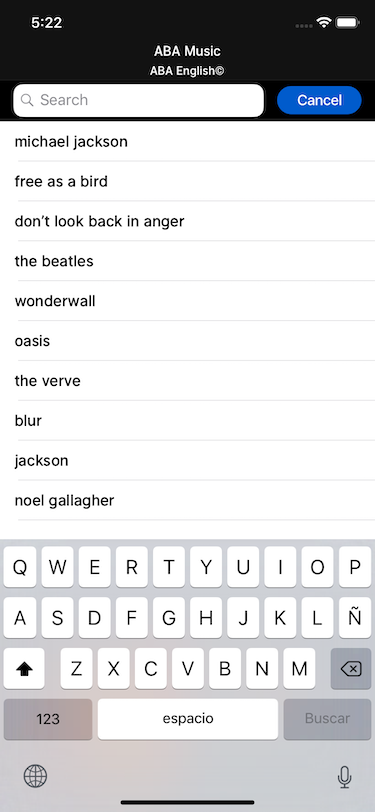 5:22
ABA Music
ABA English©
Search
Cancel
michael jackson
free as a bird
don’t look back in anger
the beatles
wonderwall
oasis
the verve
blur
jackson
noel gallagher
Q W E R T Y U I O P
A S D F G H J K L Ñ
Z X C V B N M
123 espacio Buscar